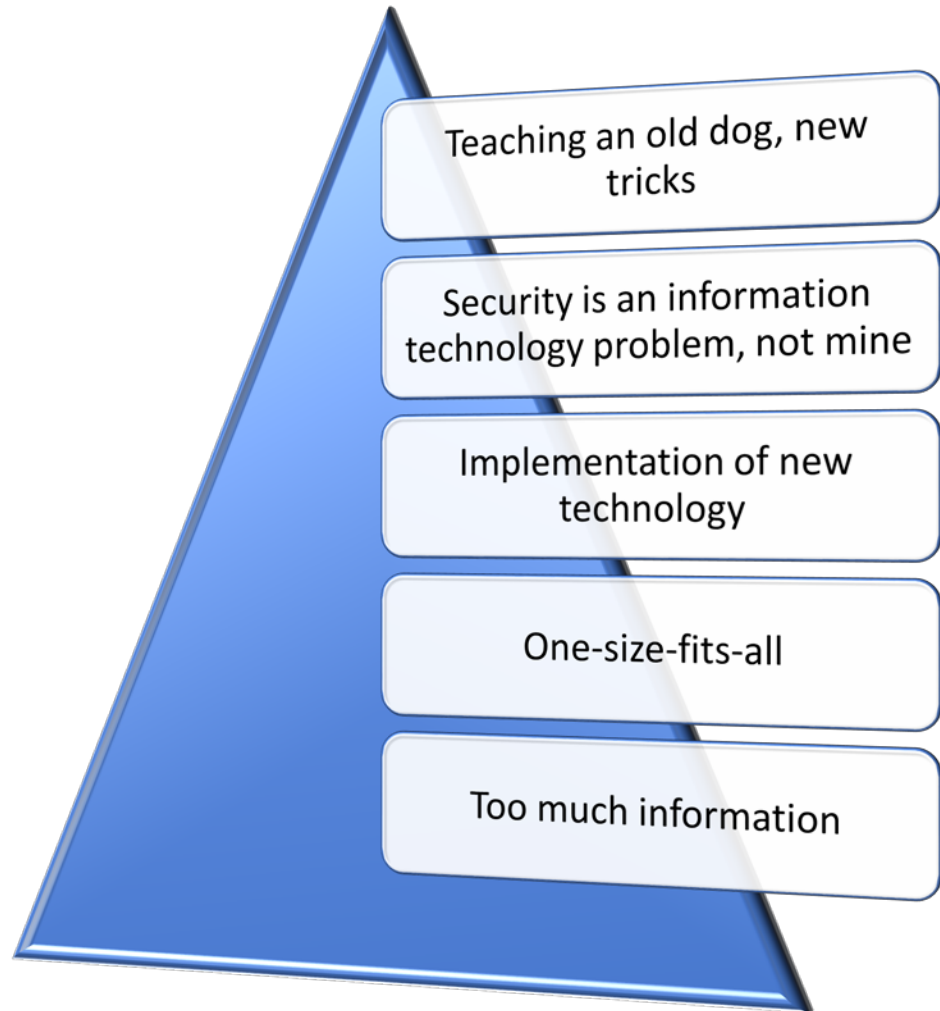 Teaching an old dog, new
tricks
Security is an information
technology problem, not mine
Implementation of new
technology
One-size-fits-all
Too much information